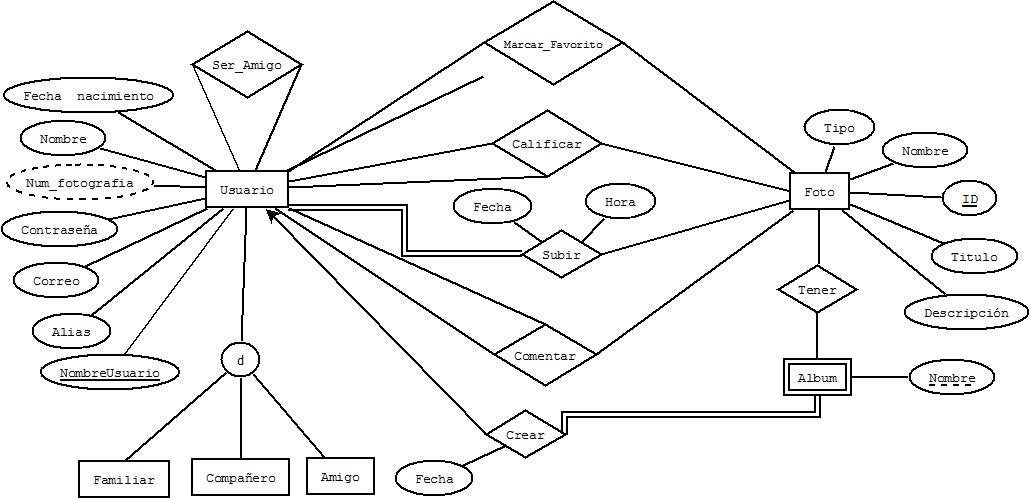 Marcar_Favorito
Ser_Amigo
Fecha nacimiento
Tipo
Nombre
Calificar
Nombre
Num_fotografia
Usuario
Foto
ID
Fecha
Hora
Contraseña
Subir
Titulo
Correo
Tener
Descripción
Alias
d
Comentar
NombreUsuario
Album
Nombre
Crear
Familiar
Compañero
Amigo
Fecha